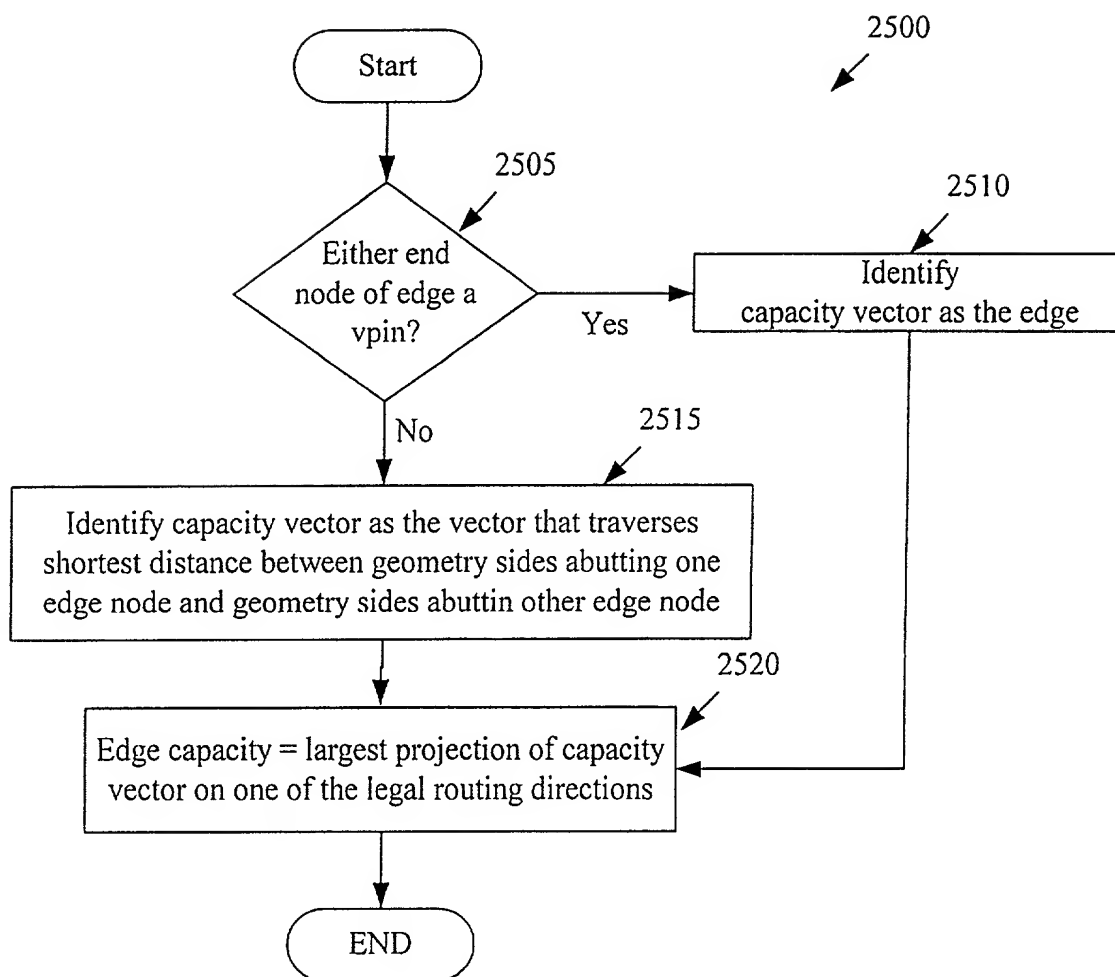 2500
Start
2505
Either end
node of edge a
vpin?
Yes
2510
Identify
capacity vector as the edge
No
2515
Identify capacity vector as the vector that traverses
shortest distance between geometry sides abutting one
edge node and geometry sides abuttin other edge node
2520
Edge capacity = largest projection of capacity
vector on one of the legal routing directions
END